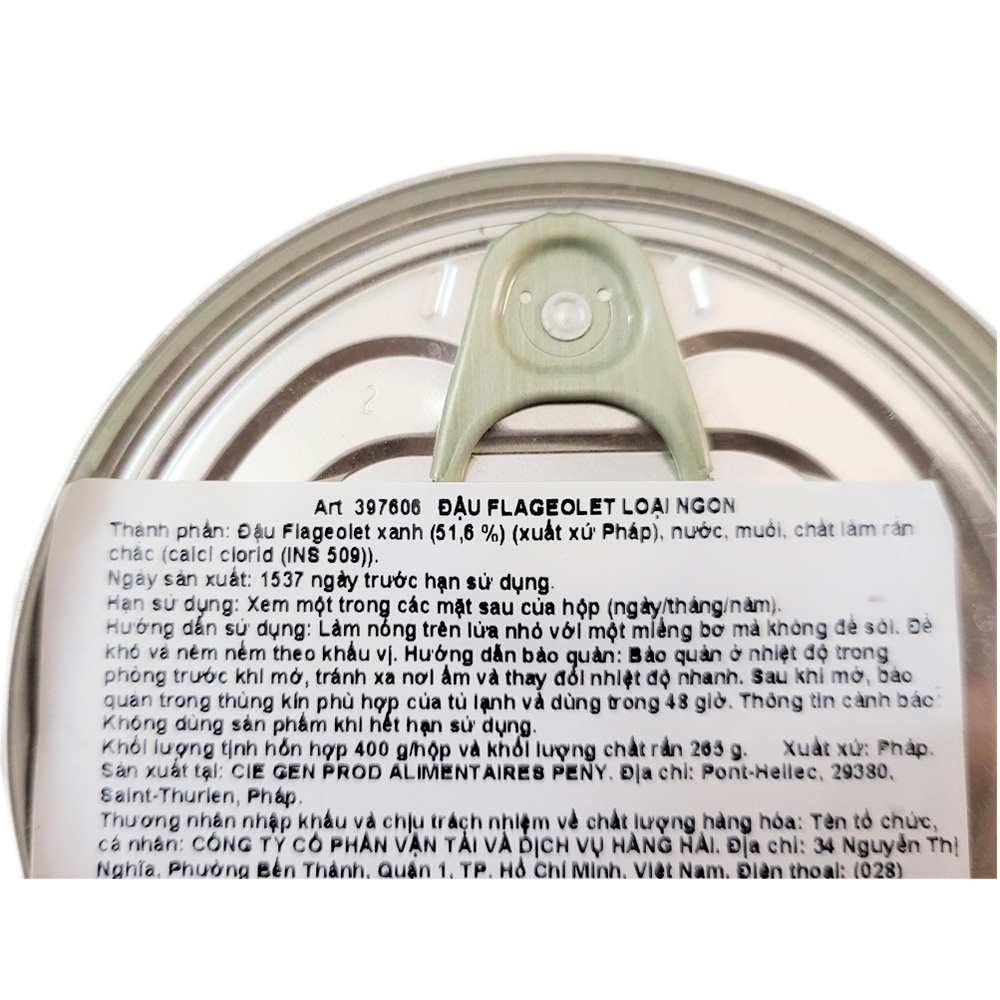 2
Art 397606 ĐẬU FLAGEOLET LOẠI NGON
Thành phần: Đậu Flageolet xanh (51,6 %) (xuất xứ Pháp), nước, muối, chất làm rắn
chắc (calci clorid (INS 509)).
Ngày sản xuất: 1537 ngày trước hạn sử dụng.
Hạn sử dụng: Xem một trong các mặt sau của hộp (ngày/tháng/năm).
Hướng dẫn sử dụng: Làm nóng trên lửa nhỏ với một miếng bơ mà không để sôi. Để
khô và nêm nếm theo khẩu vị. Hướng dẫn bảo quản: Bảo quản ở nhiệt độ trong
phòng trước khi mở, tránh xa nơi ẩm và thay đổi nhiệt độ nhanh. Sau khi mở, bảo
quản trong thùng kín phù hợp của tủ lạnh và dùng trong 48 giờ. Thông tin cảnh báo:
Không dùng sản phẩm khi hết hạn sử dụng.
Khối lượng tịnh hỗn hợp 400 g/hộp và khối lượng chất rắn 265 g. Xuất xứ: Pháp.
Sản xuất tại: CIE GEN PROD ALIMENTAIRES PENY. Địa chỉ: Pont-Hellec, 29380,
Saint-Thurien, Pháp.
Thương nhân nhập khẩu và chịu trách nhiệm về chất lượng hàng hóa: Tên tổ chức,
cá nhân: CÔNG TY CỔ PHẦN VẬN TẢI VÀ DỊCH VỤ HÀNG HẢI. Địa chỉ: 34 Nguyễn Thị
Nghĩa, Phường Bến Thành, Quận 1, TP. Hồ Chí Minh, Việt Nam. Điện thoại: (028)